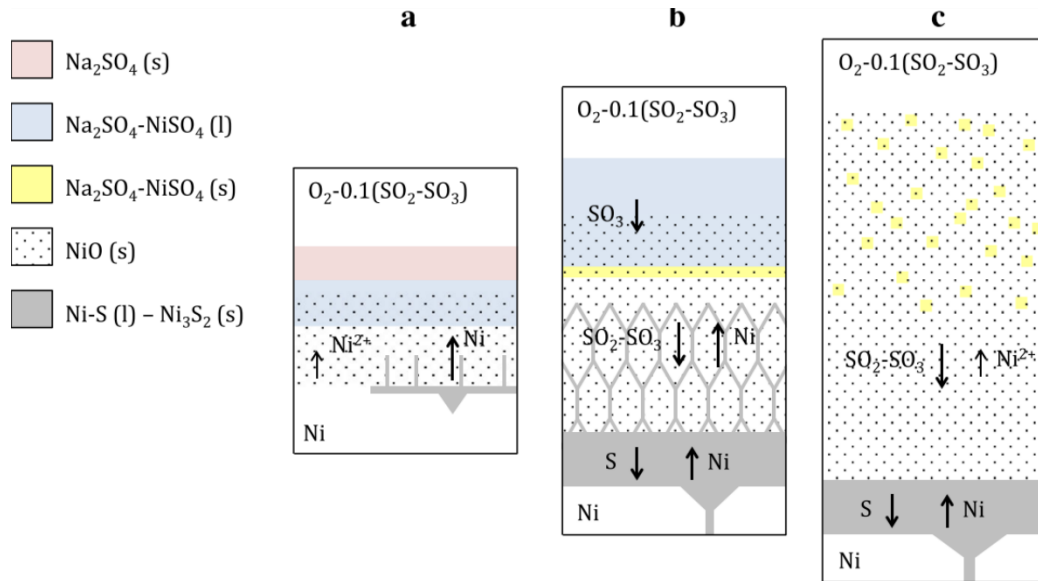 a
b
c
Na₂SO₄ (s)
Na₂SO₄-NiSO₄ (l)
Na₂SO₄-NiSO₄ (s)
NiO (s)
Ni-S (l) – Ni₃S₂ (s)
O₂-0.1(SO₂-SO₃)
Ni²⁺
Ni
Ni
O₂-0.1(SO₂-SO₃)
SO₃
SO₂-SO₃
Ni
S
Ni
Ni
O₂-0.1(SO₂-SO₃)
SO₂-SO₃
Ni²⁺
S
Ni
Ni